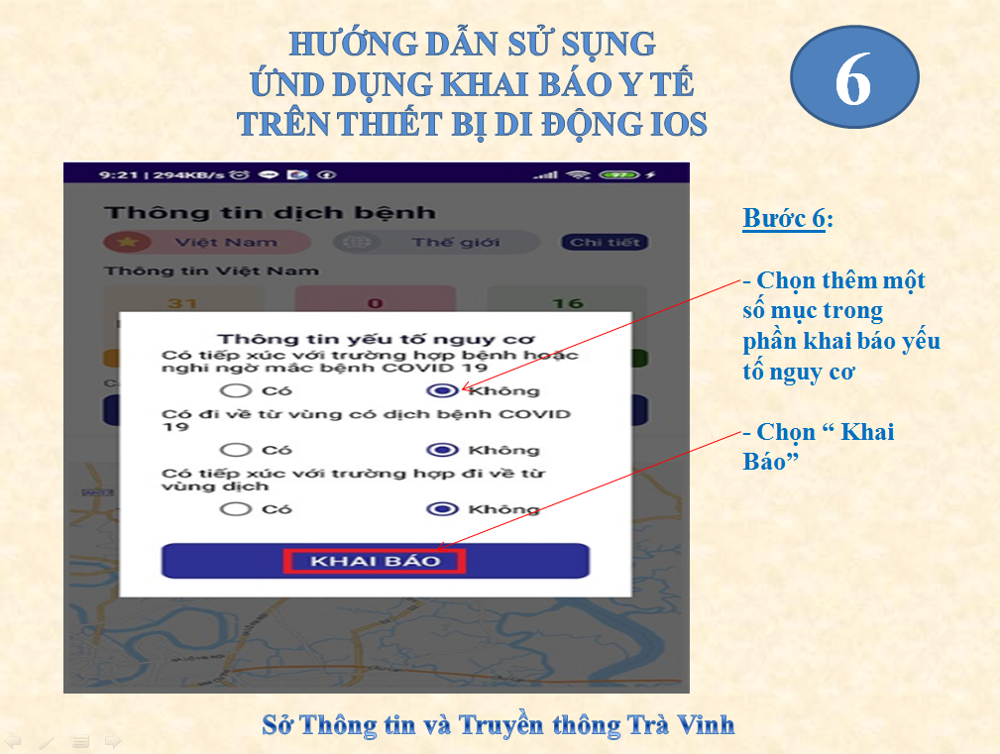 HƯỚNG DẪN SỬ SỤNG
ỨND DỤNG KHAI BÁO Y TẾ
TRÊN THIẾT BỊ DI ĐỘNG IOS
6
9:21 | 294KB/s
97
Thông tin dịch bệnh
Việt Nam
Thế giới
Chi tiết
Thông tin Việt Nam
31
0
16
Thông tin yếu tố nguy cơ
Có tiếp xúc với trường hợp bệnh hoặc
nghi ngờ mắc bệnh COVID 19
Có
Không
Có đi về từ vùng có dịch bệnh COVID
19
Có
Không
Có tiếp xúc với trường hợp đi về từ
vùng dịch
Có
Không
KHAI BÁO
Bước 6:
- Chọn thêm một
số mục trong
phần khai báo yếu
tố nguy cơ
- Chọn “ Khai
Báo”
Sở Thông tin và Truyền thông Trà Vinh